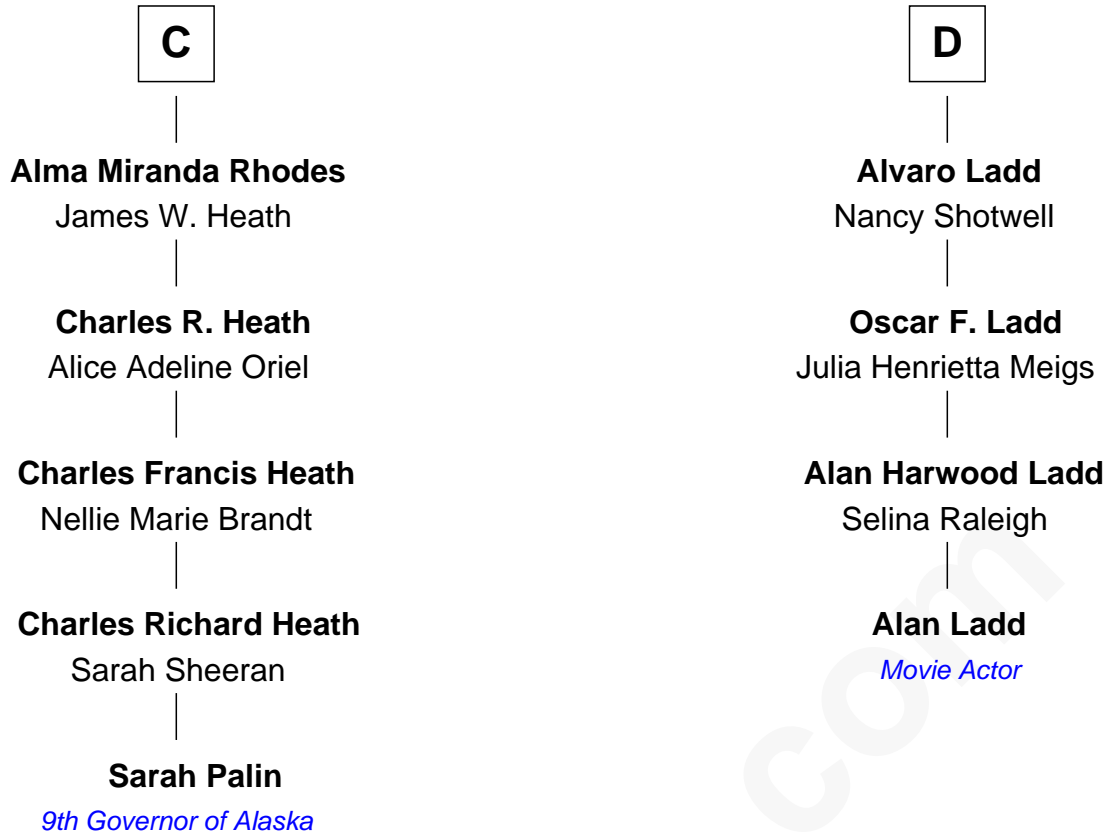 C
Alma Miranda Rhodes
James W. Heath
Charles R. Heath
Alice Adeline Oriel
Charles Francis Heath
Nellie Marie Brandt
Charles Richard Heath
Sarah Sheeran
Sarah Palin
9th Governor of Alaska
D
Alvaro Ladd
Nancy Shotwell
Oscar F. Ladd
Julia Henrietta Meigs
Alan Harwood Ladd
Selina Raleigh
Alan Ladd
Movie Actor
com